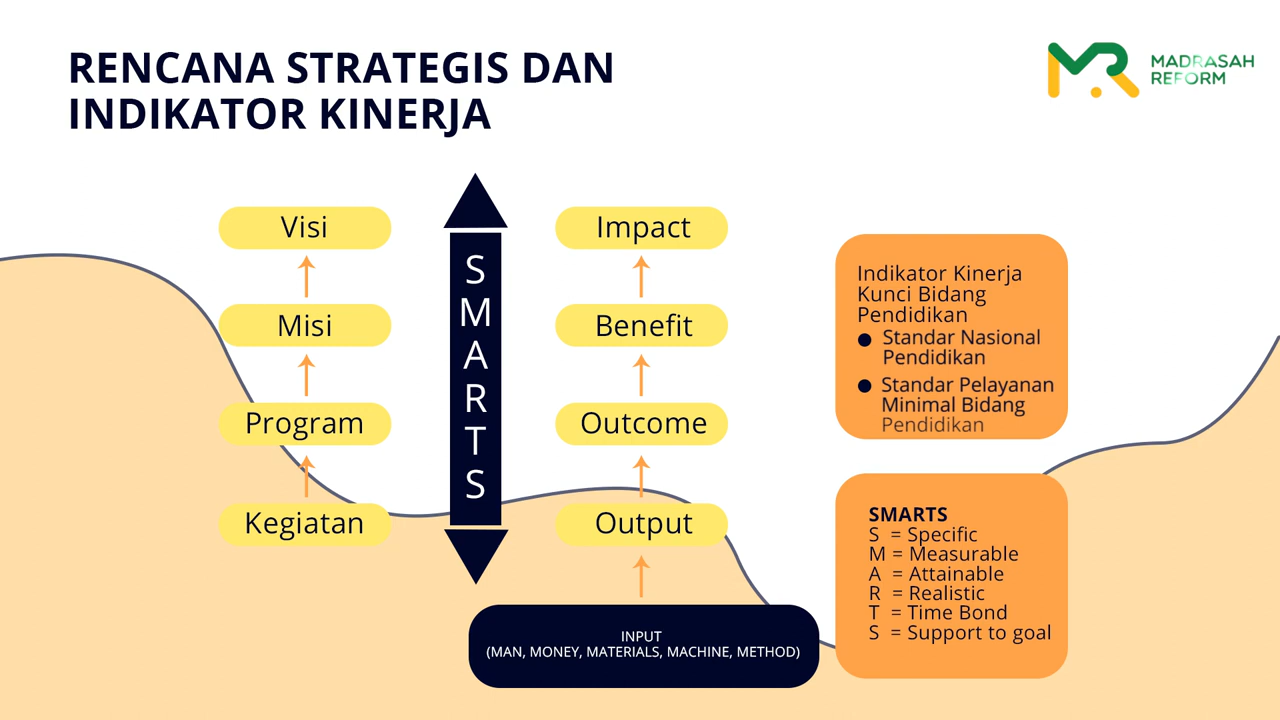 RENCANA STRATEGIS DAN
INDIKATOR KINERJA
MADRASAH
REFORM
Visi
Misi
Program
Kegiatan
S
M
A
R
T
S
Impact
Benefit
Outcome
Output
INPUT
(MAN, MONEY, MATERIALS, MACHINE, METHOD)
Indikator Kinerja
Kunci Bidang
Pendidikan
● Standar Nasional
Pendidikan
● Standar Pelayanan
Minimal Bidang
Pendidikan
SMARTS
S = Specific
M = Measurable
A = Attainable
R = Realistic
T = Time Bond
S = Support to goal